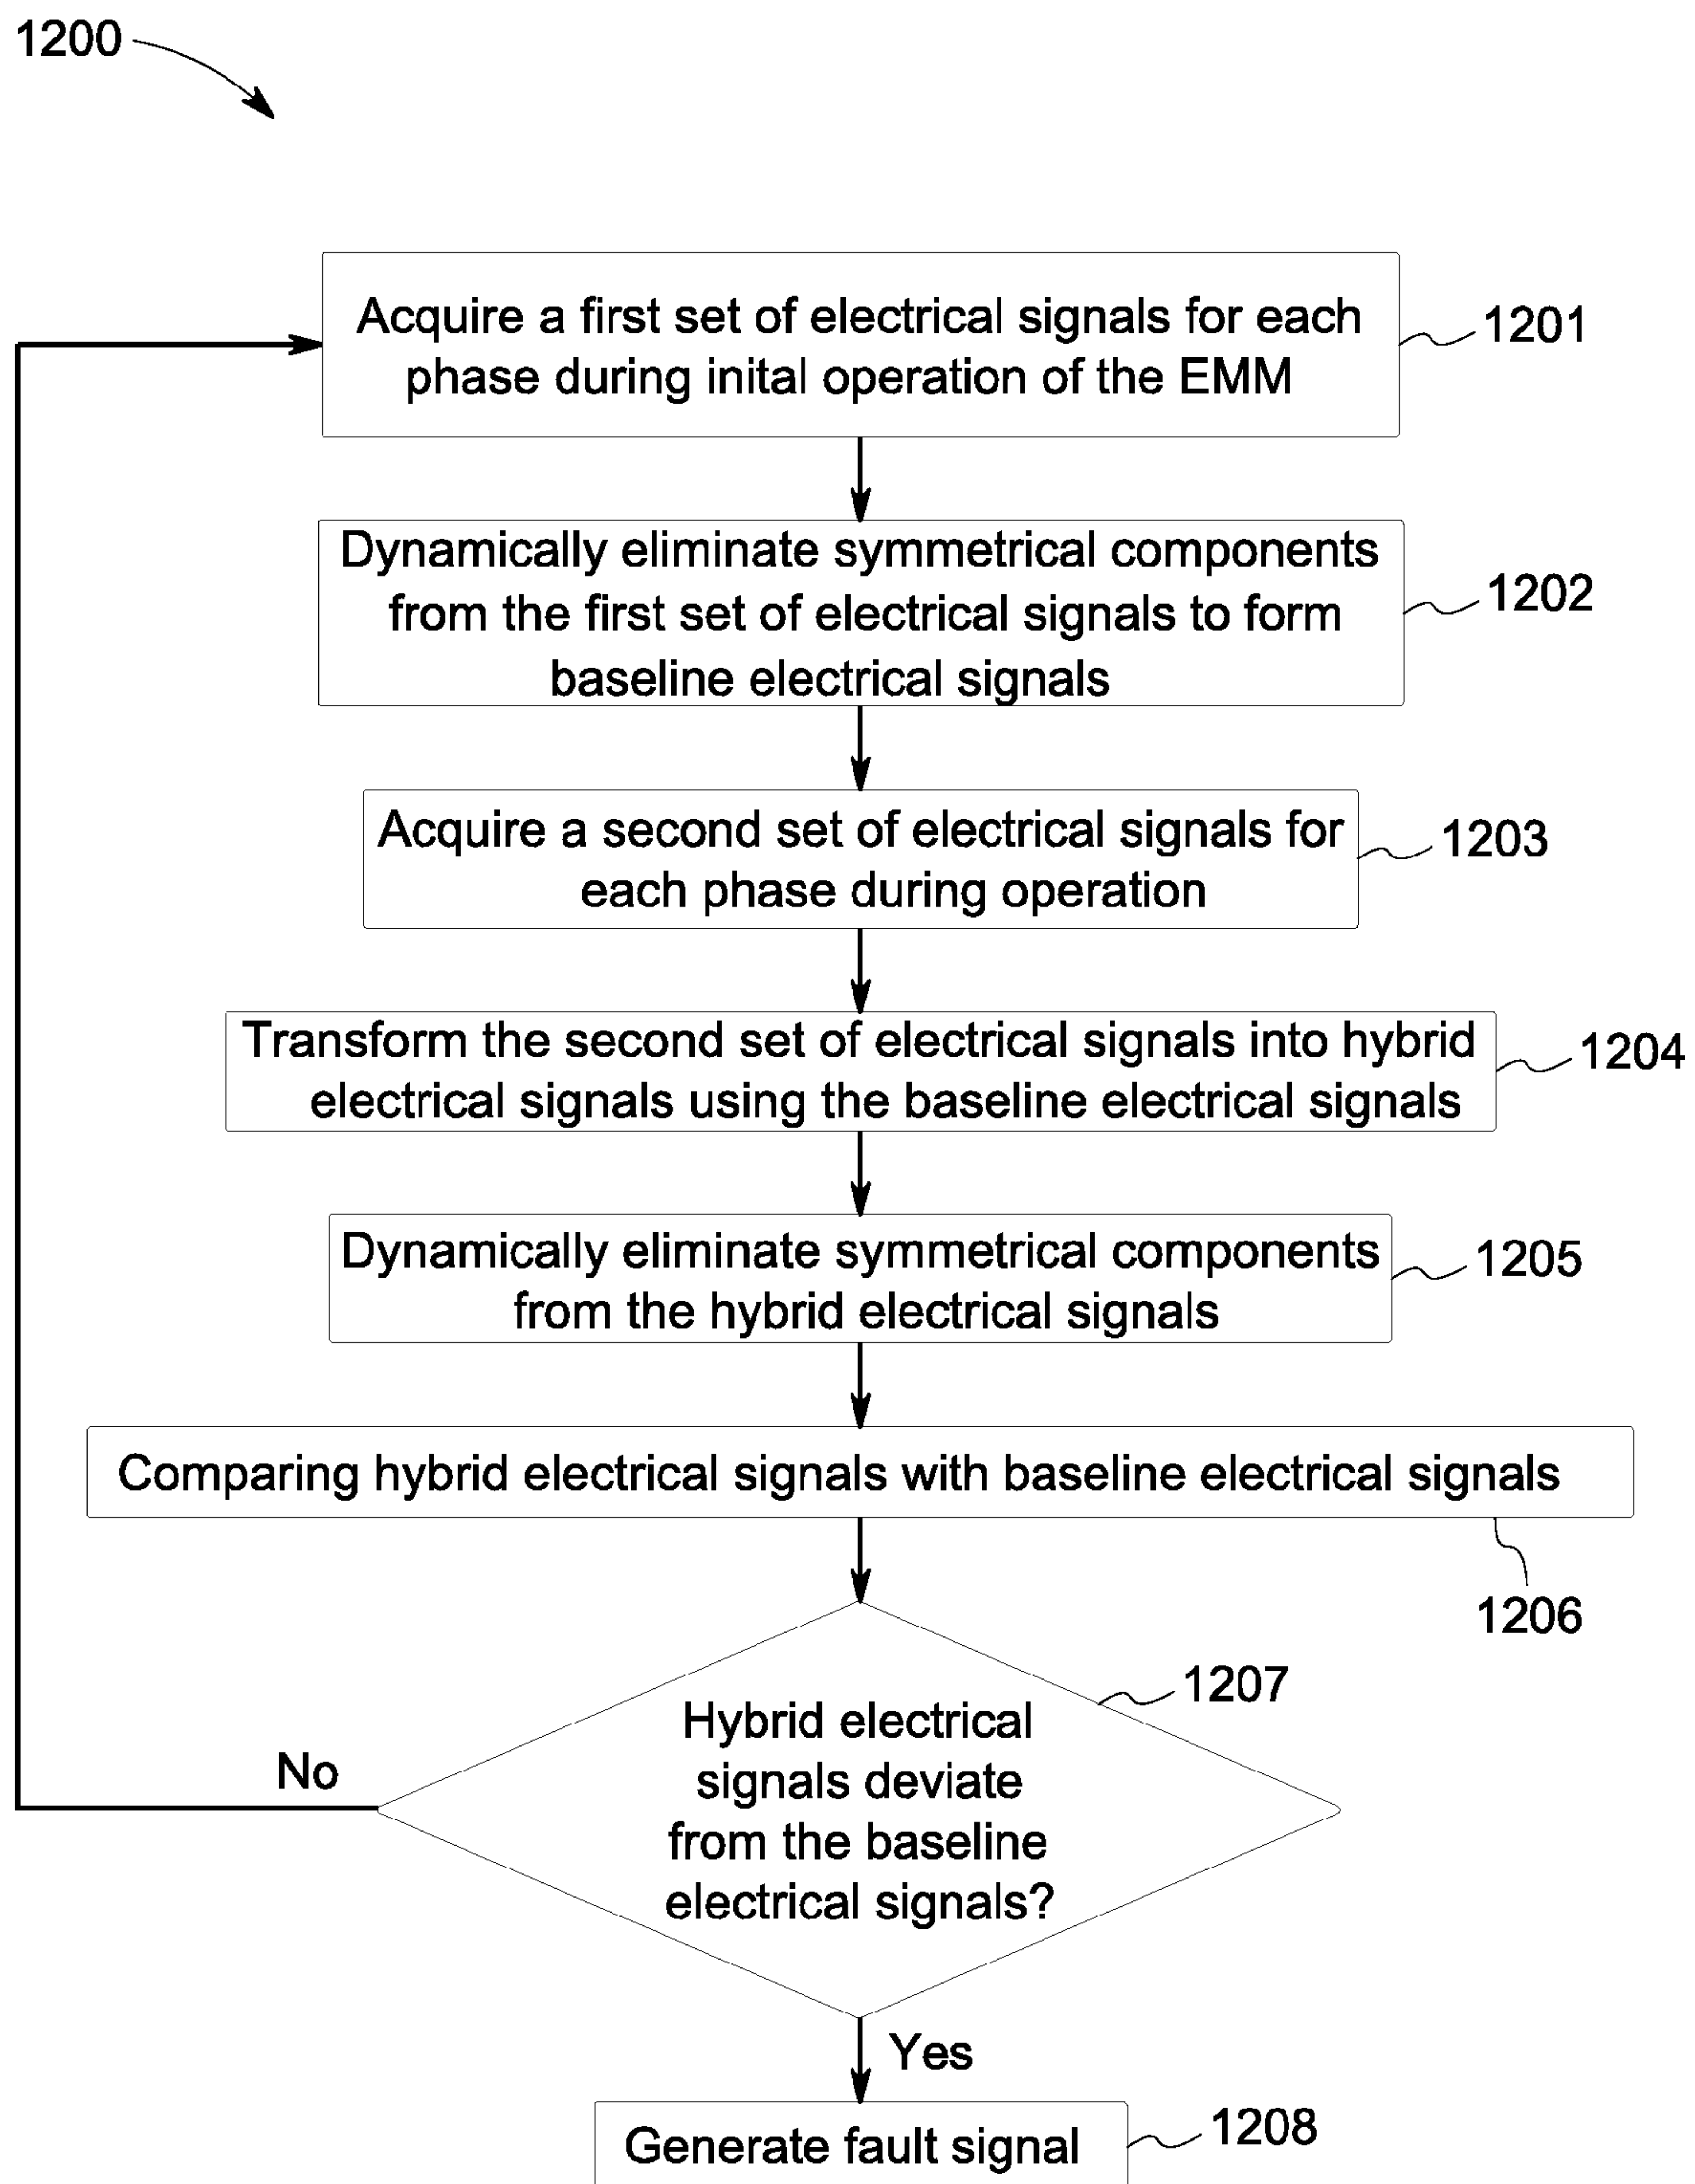 1200
Acquire a first set of electrical signals for each
phase during inital operation of the EMM
1201
Dynamically eliminate symmetrical components
from the first set of electrical signals to form
baseline electrical signals
1202
Acquire a second set of electrical signals for
each phase during operation
1203
Transform the second set of electrical signals into hybrid
electrical signals using the baseline electrical signals
1204
Dynamically eliminate symmetrical components
from the hybrid electrical signals
1205
Comparing hybrid electrical signals with baseline electrical signals
1206
1207
Hybrid electrical
signals deviate
from the baseline
electrical signals?
No
Yes
Generate fault signal
1208